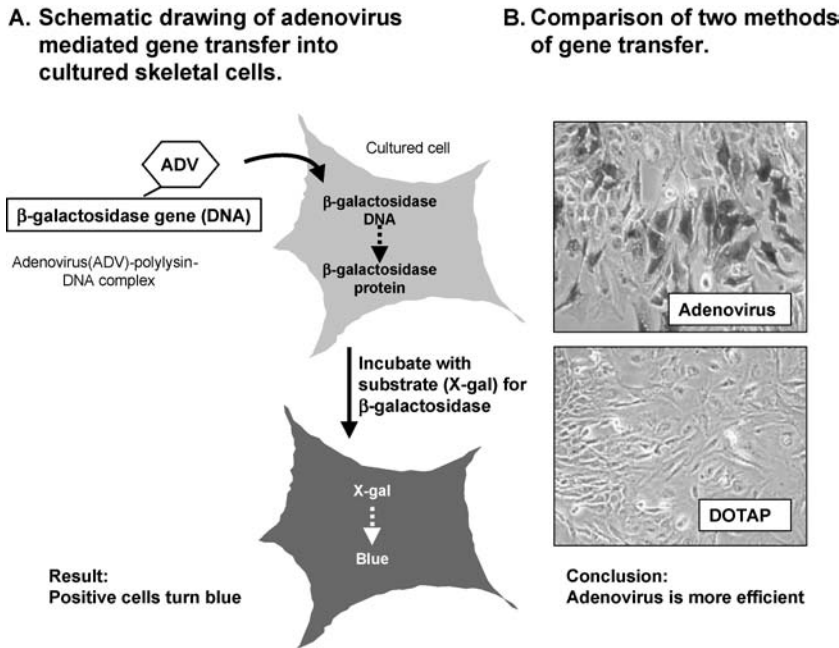 A. Schematic drawing of adenovirus
mediated gene transfer into
cultured skeletal cells.
B. Comparison of two methods
of gene transfer.
ADV
β-galactosidase gene (DNA)
Adenovirus(ADV)-polylysin-
DNA complex
Cultured cell
β-galactosidase
DNA
β-galactosidase
protein
Incubate with
substrate (X-gal) for
β-galactosidase
X-gal
Blue
Result:
Positive cells turn blue
Adenovirus
DOTAP
Conclusion:
Adenovirus is more efficient